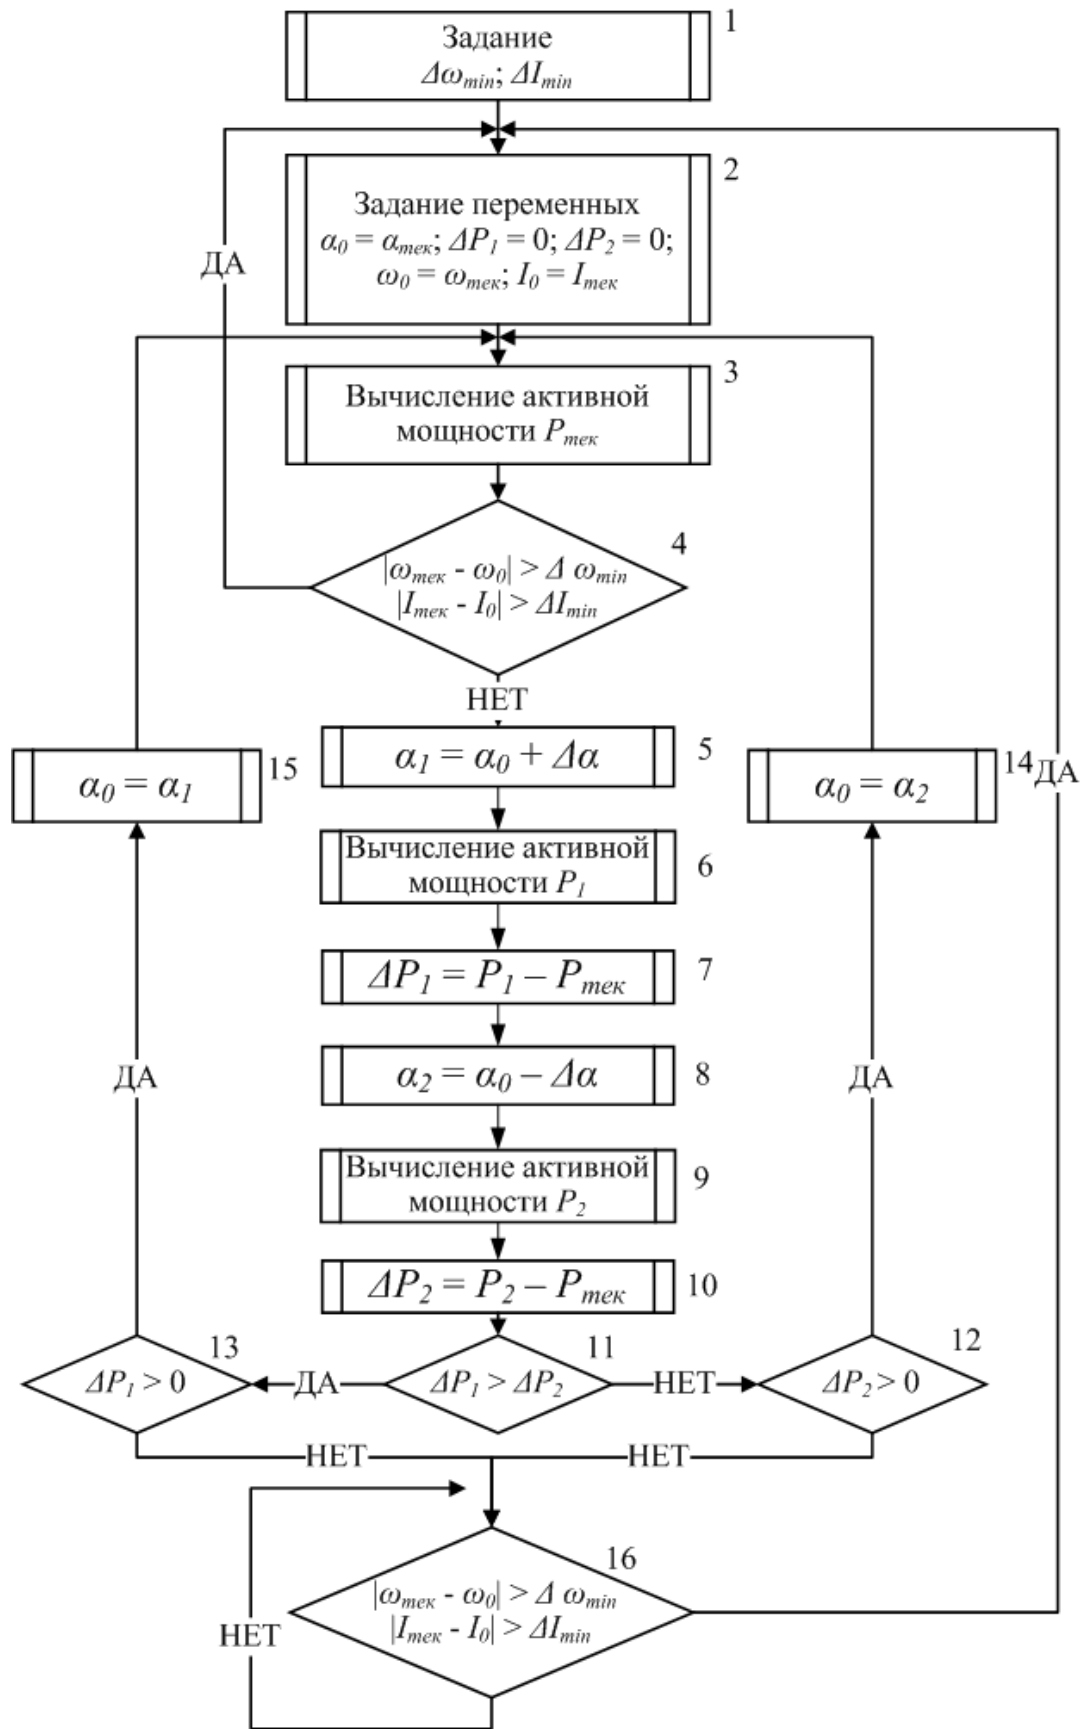 1
Задание
Δω_min; ΔI_min
2
Задание переменных
α_0 = α_тек; ΔP_1 = 0; ΔP_2 = 0;
ω_0 = ω_тек; I_0 = I_тек
ДА
3
Вычисление активной
мощности P_тек
4
|ω_тек - ω_0| > Δ ω_min
|I_тек - I_0| > ΔI_min
НЕТ
15
α_0 = α_1
5
α_1 = α_0 + Δα
14
α_0 = α_2
ДА
6
Вычисление активной
мощности P_1
7
ΔP_1 = P_1 – P_тек
8
α_2 = α_0 – Δα
ДА
ДА
9
Вычисление активной
мощности P_2
10
ΔP_2 = P_2 – P_тек
13
ΔP_1 > 0
ДА
11
ΔP_1 > ΔP_2
НЕТ
12
ΔP_2 > 0
НЕТ
НЕТ
16
|ω_тек - ω_0| > Δ ω_min
|I_тек - I_0| > ΔI_min
НЕТ